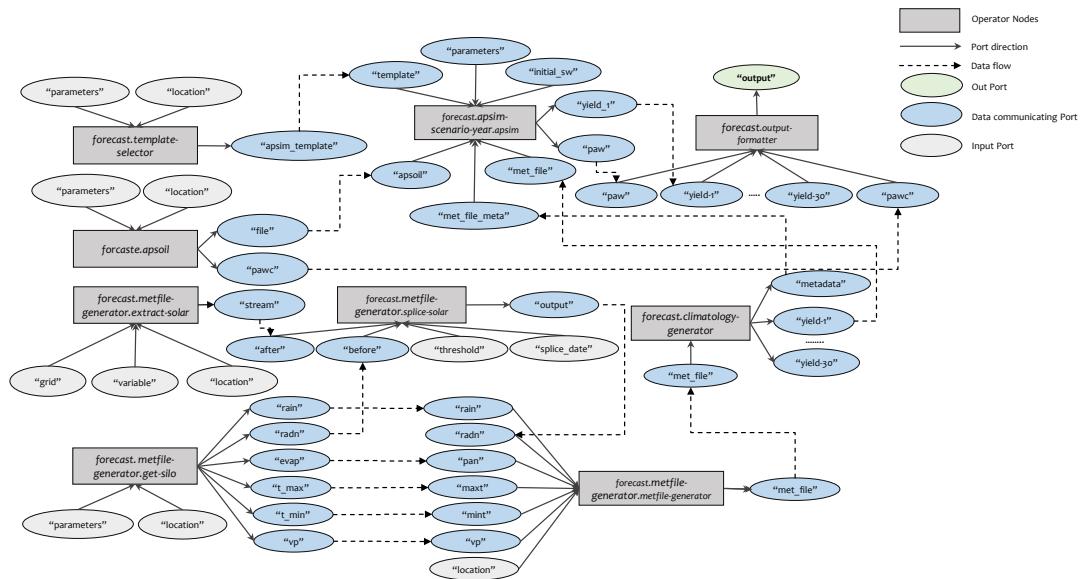 Operator Nodes
Port direction
Data flow
Out Port
Data communicating Port
Input Port
“parameters”
“template”
“initial_sw”
“output”
“parameters”
“location”
forecast.apsim-
scenario-year.apsim
“yield_1”
forecast.output-
formatter
forecast.template-
selector
“apsim_template”
“paw”
“apsoil”
“met_file”
“paw”
“yield-1”
.....
“yield-30”
“pawc”
“parameters”
“location”
“met_file_meta”
forcaste.apsoil
“file”
“pawc”
forecast.metfile-
generator.extract-solar
“stream”
forecast.metfile-
generator.splice-solar
“output”
“metadata”
forecast.climatology-
generator
“yield-1”
........
“yield-30”
“after”
“before”
“threshold”
“splice_date”
“grid”
“variable”
“location”
“met_file”
“rain”
“rain”
“radn”
“radn”
forecast. metfile-
generator.get-silo
“evap”
“pan”
“t_max”
“maxt”
forecast.metfile-
generator.metfile-generator
“met_file”
“t_min”
“mint”
“parameters”
“location”
“vp”
“vp”
“location”